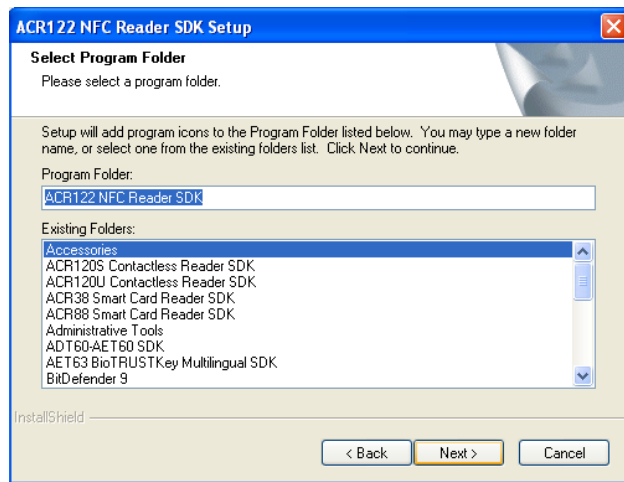 ACR122 NFC Reader SDK Setup
Select Program Folder
Please select a program folder.
Setup will add program icons to the Program Folder listed below.  You may type a new folder
name, or select one from the existing folders list.  Click Next to continue.
Program Folder:
ACR122 NFC Reader SDK
Existing Folders:
Accessories
ACR120S Contactless Reader SDK
ACR120U Contactless Reader SDK
ACR38 Smart Card Reader SDK
ACR88 Smart Card Reader SDK
Administrative Tools
ADT60-AET60 SDK
AET63 BioTRUSTKey Multilingual SDK
BitDefender 9
InstallShield
< Back Next > Cancel